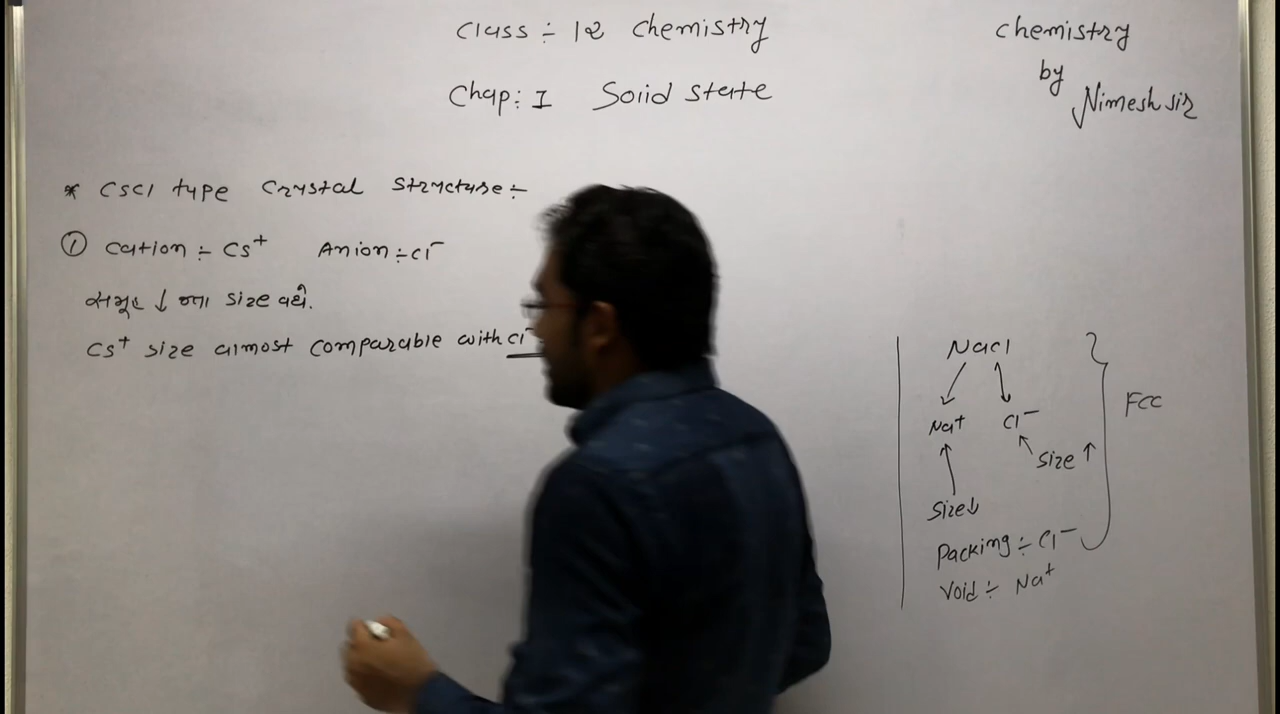 Class ÷ 12 Chemistry
Chap: I Solid state
Chemistry
by
Nimesh sir
* CsCl type Crystal Structure ÷
① Cation ÷ Cs⁺ Anion ÷ Cl⁻
સમૂહ ↓ જતા size વધે.
Cs⁺ size almost comparable with Cl⁻
NaCl
Na⁺ Cl⁻
Size ↑
Size ↓
Packing ÷ Cl⁻
Void ÷ Na⁺
FCC